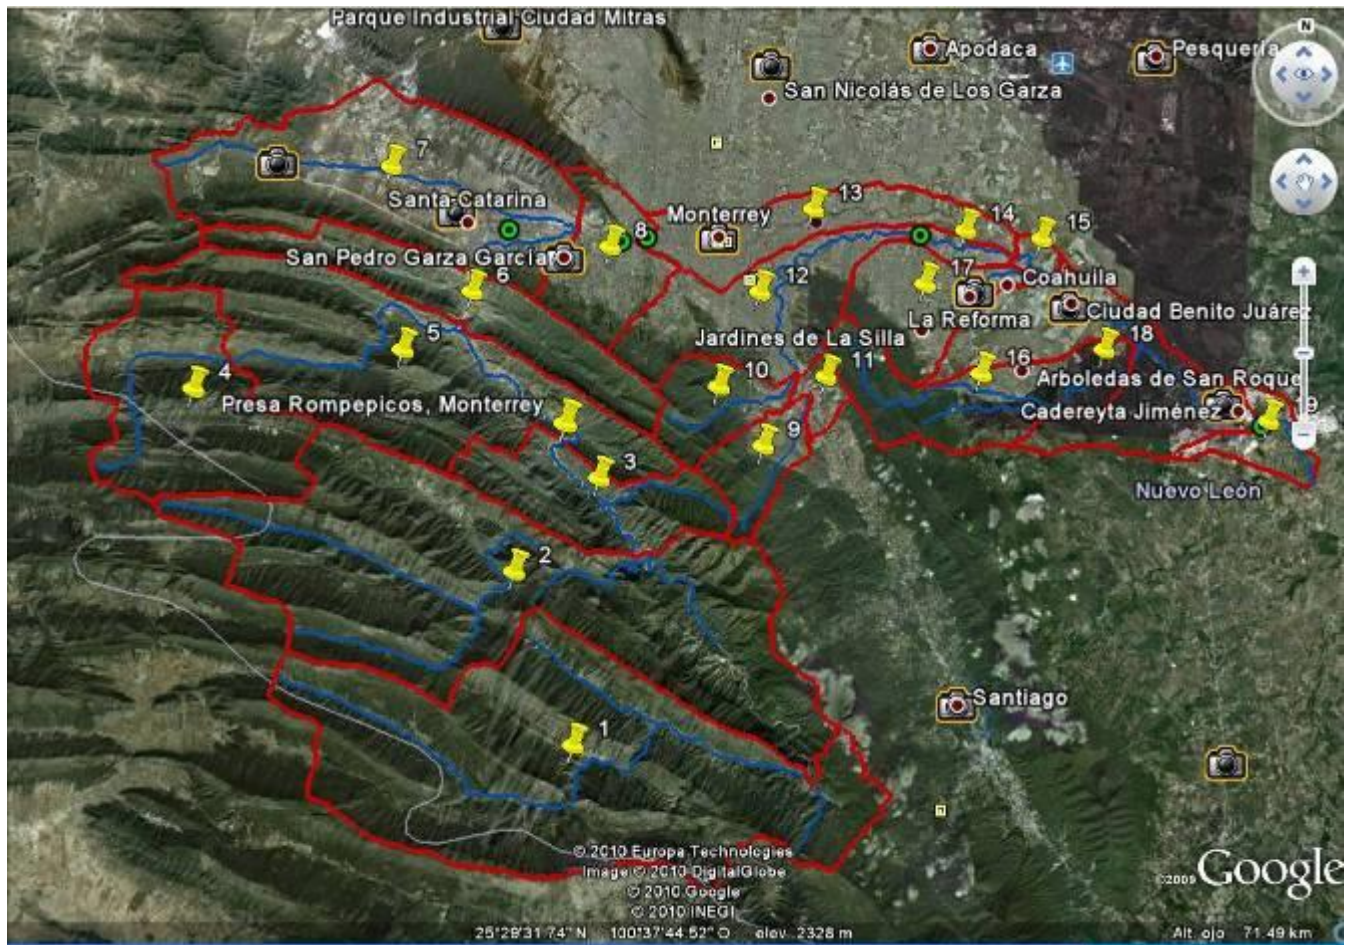 Parque Industrial Ciudad Mitras
N
Apodaca
Pesquería
San Nicolás de Los Garza
7
Santa Catarina
13
14
15
8
Monterrey
San Pedro Garza García
6
12
17
Coahuila
La Reforma
Ciudad Benito Juárez
5
Jardines de La Silla
18
4
10
11
16
Arboledas de San Roque
Presa Rompepicos, Monterrey
Cadereyta Jiménez
9
9
3
Nuevo León
2
Santiago
1
© 2010 Europa Technologies
Image © 2010 DigitalGlobe
© 2010 Google
© 2010 INEGI
©2009 Google
25°29'31.74" N 100°37'44.52" O elev. 2328 m
Alt. ojo 71.49 km